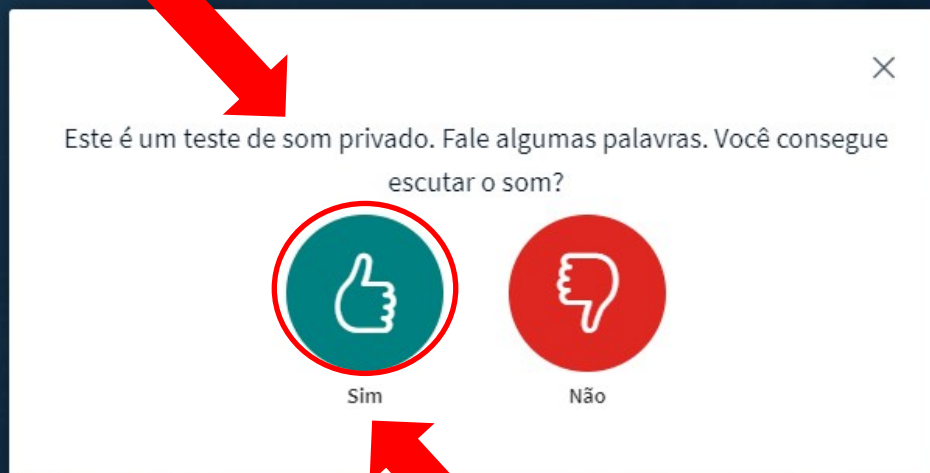 Este é um teste de som privado. Fale algumas palavras. Você consegue
escutar o som?
Sim
Não